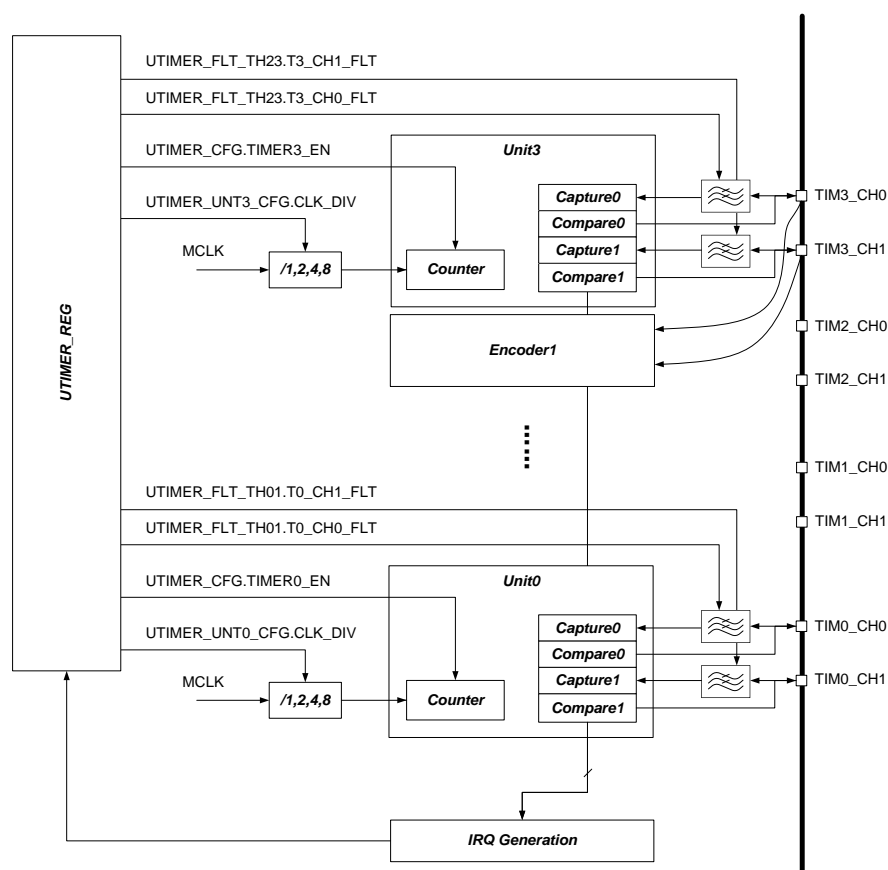 UTIMER_FLT_TH23.T3_CH1_FLT
UTIMER_FLT_TH23.T3_CH0_FLT
UTIMER_CFG.TIMER3_EN
Unit3
UTIMER_UNT3_CFG.CLK_DIV
Capture0
TIM3_CH0
Compare0
MCLK
Capture1
TIM3_CH1
/1,2,4,8
Counter
Compare1
UTIMER_REG
TIM2_CH0
Encoder1
TIM2_CH1
TIM1_CH0
UTIMER_FLT_TH01.T0_CH1_FLT
TIM1_CH1
UTIMER_FLT_TH01.T0_CH0_FLT
UTIMER_CFG.TIMER0_EN
Unit0
UTIMER_UNT0_CFG.CLK_DIV
Capture0
TIM0_CH0
Compare0
MCLK
Capture1
TIM0_CH1
/1,2,4,8
Counter
Compare1
IRQ Generation